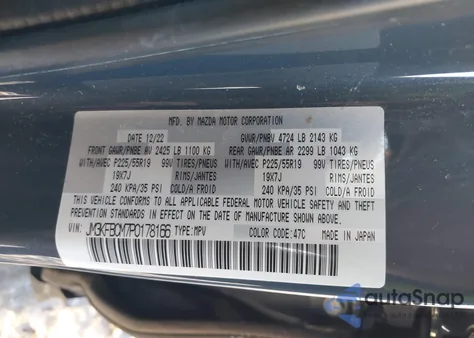 MFD. BY MAZDA MOTOR CORPORATION
DATE 12/22 GVWR/PNBV 4724 LB 2143 KG
FRONT GAWR/PNBE AV 2425 LB 1100 KG REAR GAWR/PNBE AR 2299 LB 1043 KG
WITH/AVEC P225/55R19 99V TIRES/PNEUS WITH/AVEC P225/55R19 99V TIRES/PNEUS
19X7J RIMS/JANTES 19X7J RIMS/JANTES
240 KPA/35 PSI COLD/A FROID 240 KPA/35 PSI COLD/A FROID
THIS VEHICLE CONFORMS TO ALL APPLICABLE FEDERAL MOTOR VEHICLE SAFETY AND
THEFT PREVENTION STANDARDS IN EFFECT ON THE DATE OF MANUFACTURE SHOWN ABOVE.
VIN: JM3KFBCM7P0178166 TYPE:MPV COLOR CODE:47C MADE IN JAPAN
autoSnap